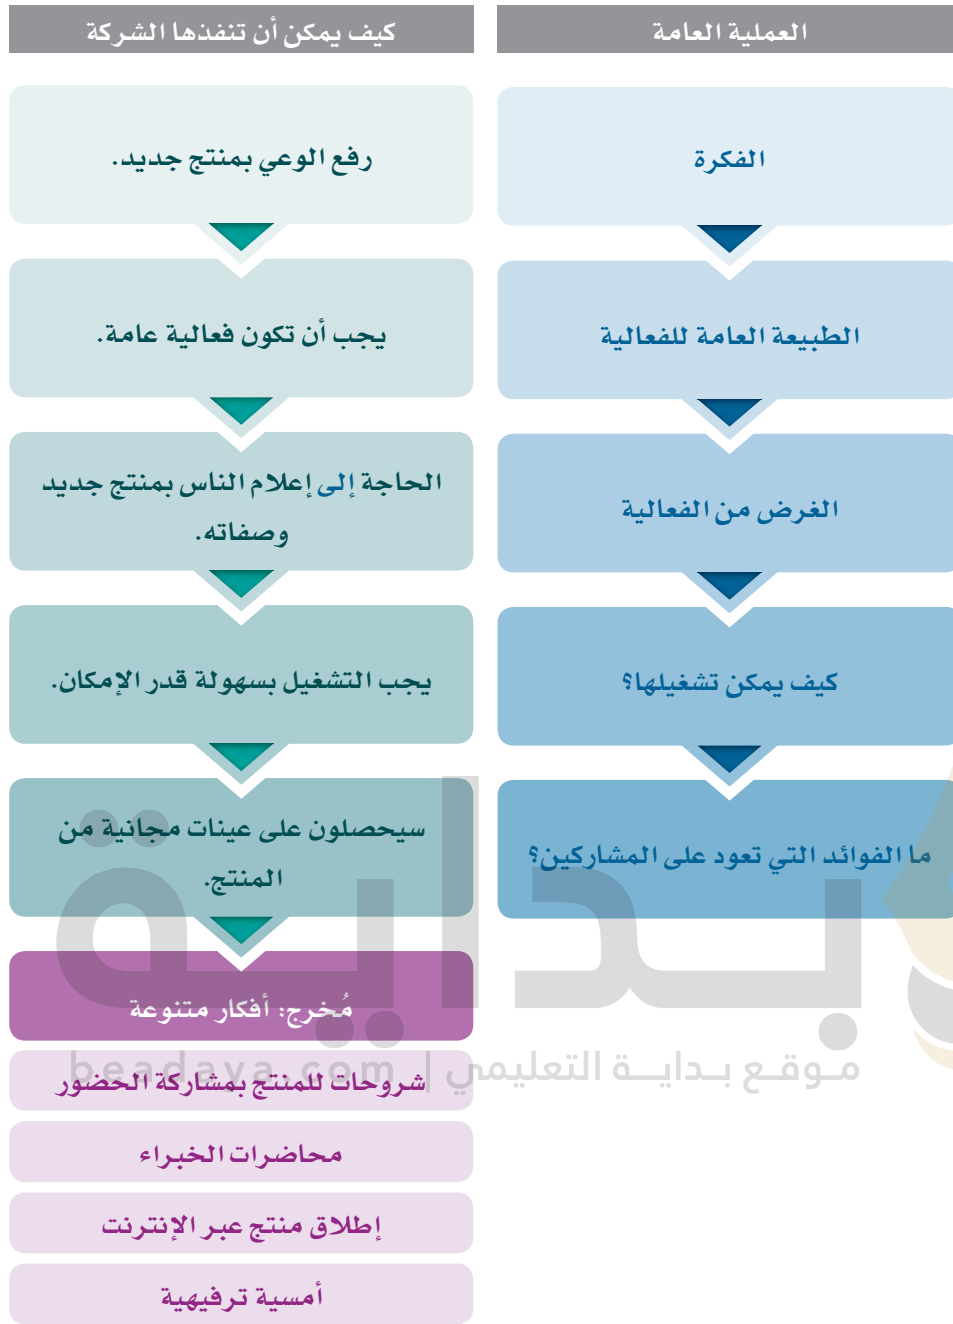 العملية العامة
الفكرة
الطبيعة العامة للفعالية
الغرض من الفعالية
كيف يمكن تشغيلها؟
ما الفوائد التي تعود على المشاركين؟
كيف يمكن أن تنفذها الشركة
رفع الوعي بمنتج جديد.
يجب أن تكون فعالية عامة.
الحاجة إلى إعلام الناس بمنتج جديد
وصفاته.
يجب التشغيل بسهولة قدر الإمكان.
سيحصلون على عينات مجانية من
المنتج.
مُخرج: أفكار متنوعة
شروحات للمنتج بمشاركة الحضور
محاضرات الخبراء
إطلاق منتج عبر الإنترنت
أمسية ترفيهية
بداية
موقع بداية التعليمي | beadaya.com